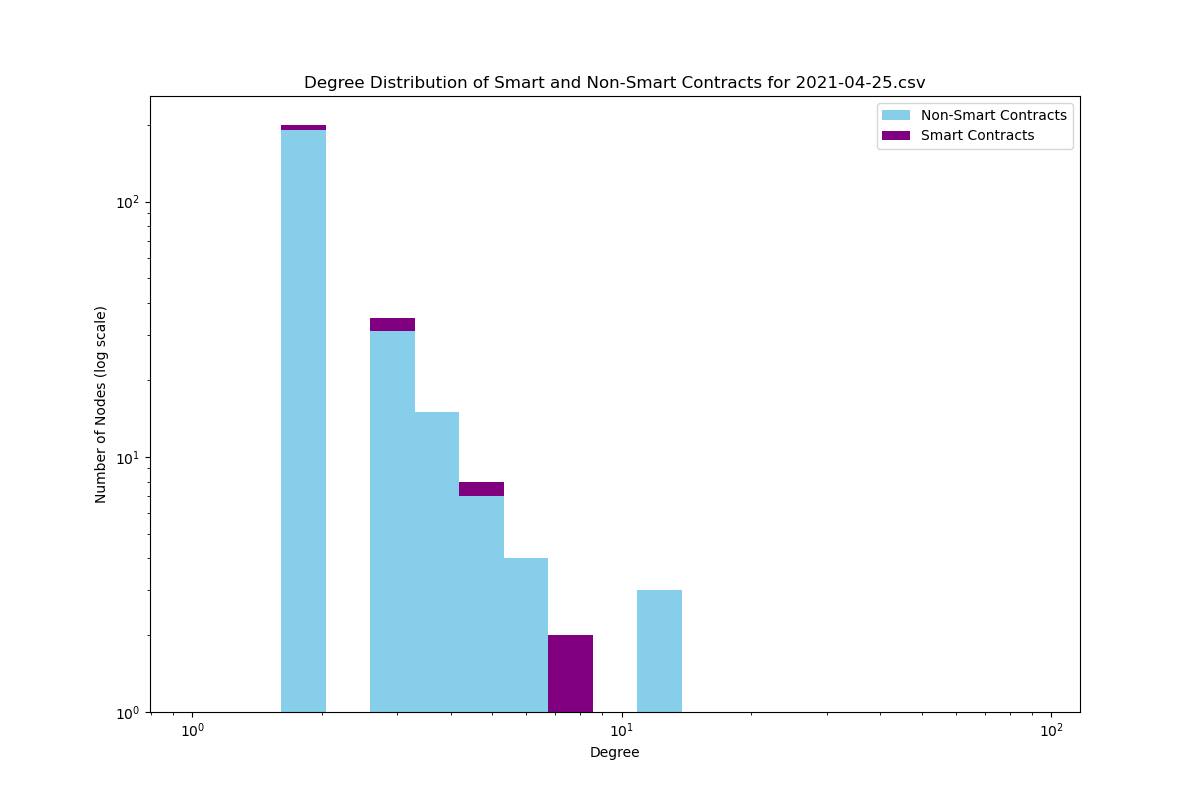 Degree Distribution of Smart and Non-Smart Contracts for 2021-04-25.csv
Non-Smart Contracts
Smart Contracts
Number of Nodes (log scale)
10²
10¹
10⁰
10⁰ 10¹ 10²
Degree